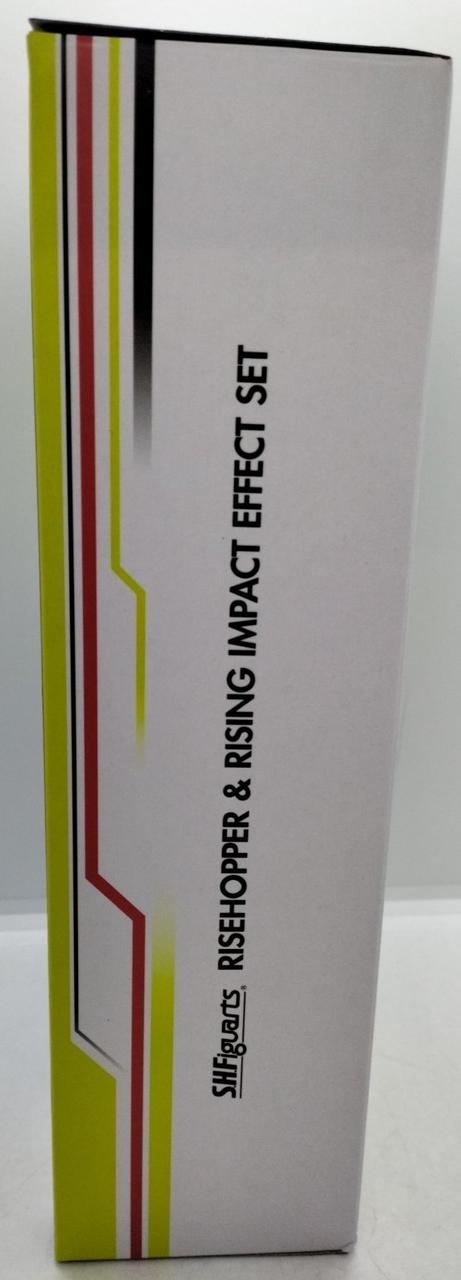 S.H.Figuarts® RISEHOPPER & RISING IMPACT EFFECT SET